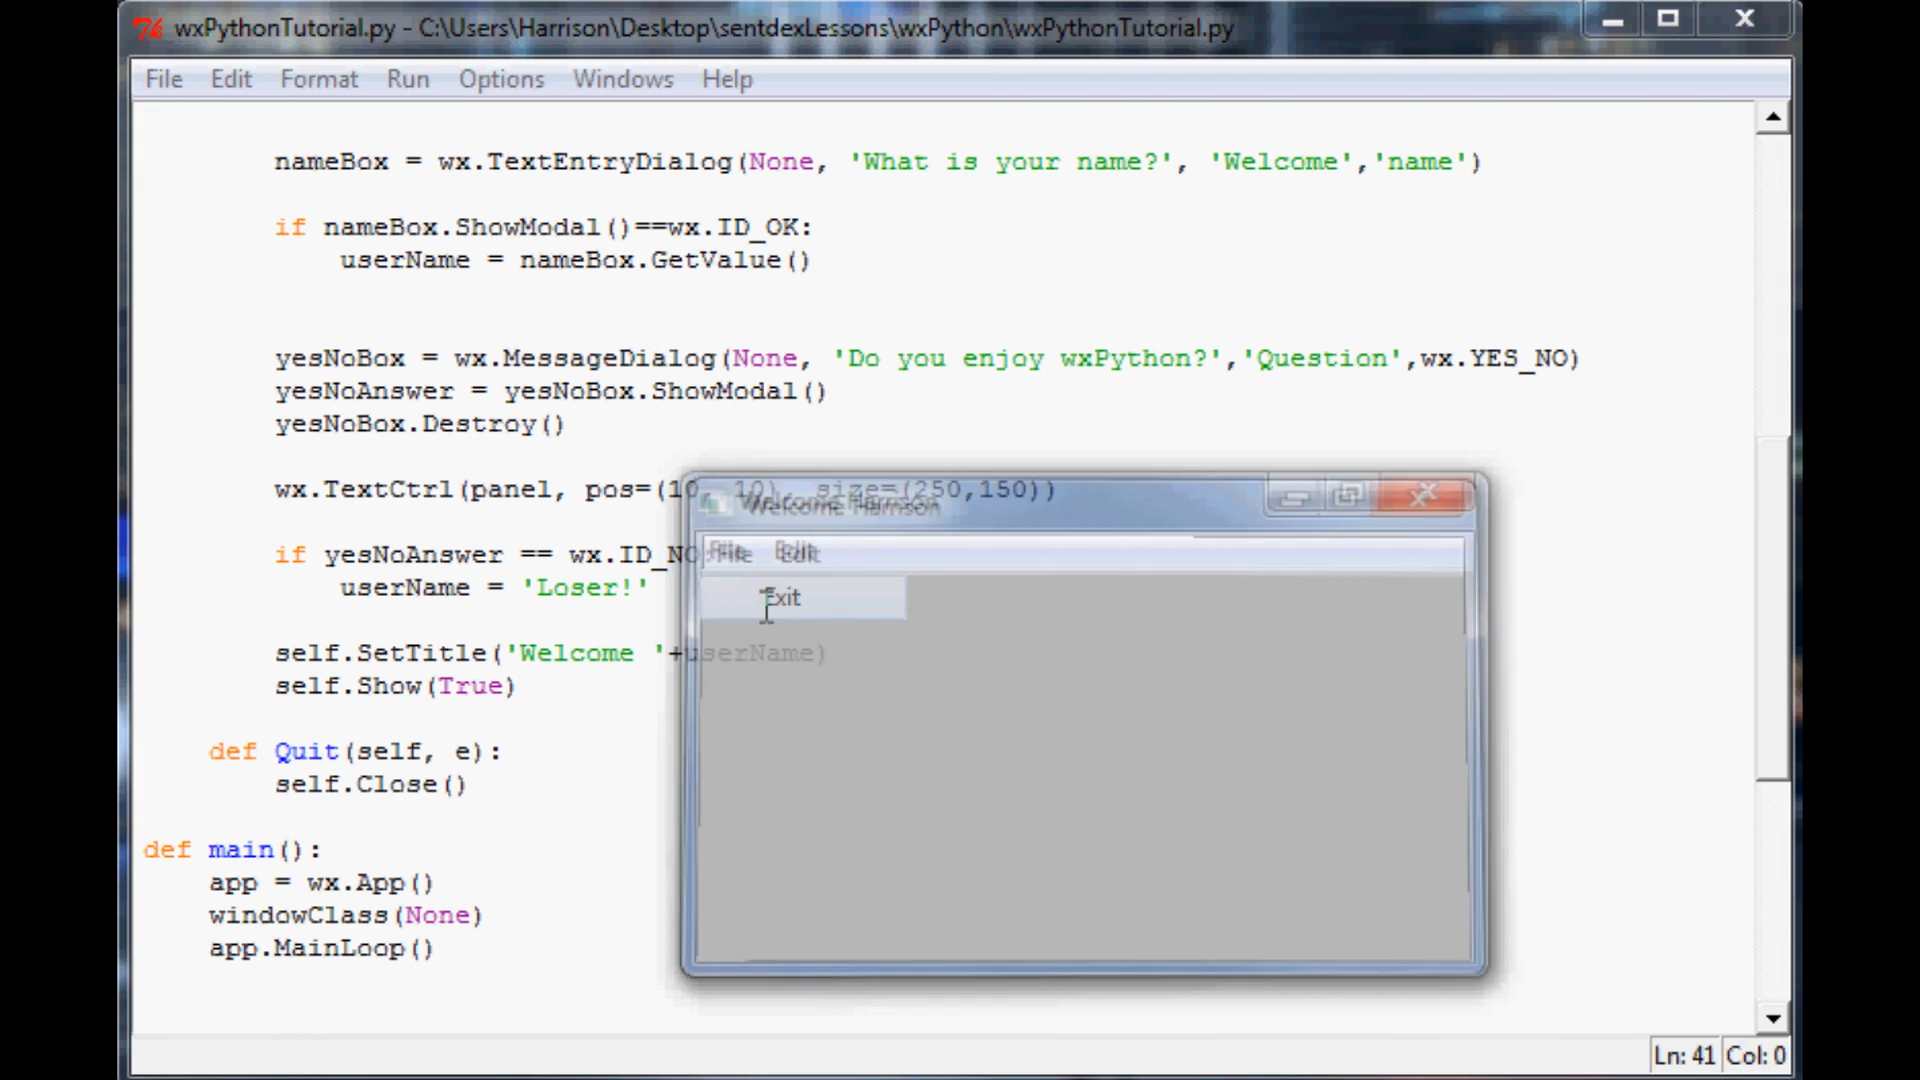 wxPythonTutorial.py - C:\Users\Harrison\Desktop\sentdexLessons\wxPython\wxPythonTutorial.py
File Edit Format Run Options Windows Help
nameBox = wx.TextEntryDialog(None, 'What is your name?', 'Welcome','name')
if nameBox.ShowModal()==wx.ID_OK:
userName = nameBox.GetValue()
yesNoBox = wx.MessageDialog(None, 'Do you enjoy wxPython?','Question',wx.YES_NO)
yesNoAnswer = yesNoBox.ShowModal()
yesNoBox.Destroy()
wx.TextCtrl(panel, pos=(10, 10), size=(250,150))
Welcome Harrison
if yesNoAnswer == wx.ID_NO:
File Edit
userName = 'Loser!'
Exit
self.SetTitle('Welcome '+userName)
self.Show(True)
def Quit(self, e):
self.Close()
def main():
app = wx.App()
windowClass(None)
app.MainLoop()
Ln: 41 Col: 0